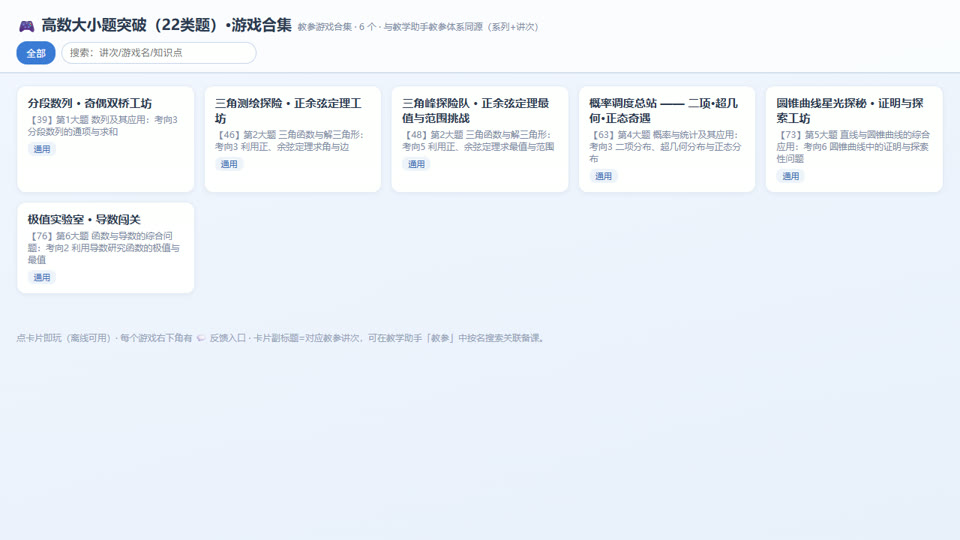 高数大小题突破（22类题）•游戏合集 教参游戏合集 · 6 个 · 与教学助手教参体系同源（系列+讲次）
全部 搜索：讲次/游戏名/知识点
分段数列 • 奇偶双桥工坊
【39】第1大题 数列及其应用：考向3
分段数列的通项与求和
通用
三角测绘探险 • 正余弦定理工
坊
【46】第2大题 三角函数与解三角形：
考向3 利用正、余弦定理求角与边
通用
三角峰探险队 • 正余弦定理最
值与范围挑战
【48】第2大题 三角函数与解三角形：
考向5 利用正、余弦定理求最值与范围
通用
概率调度总站 —— 二项•超几
何•正态奇遇
【63】第4大题 概率与统计及其应用：
考向3 二项分布、超几何分布与正态分
布
通用
圆锥曲线星光探秘 • 证明与探
索工坊
【73】第5大题 直线与圆锥曲线的综合
应用：考向6 圆锥曲线中的证明与探索
性问题
通用
极值实验室 • 导数闯关
【76】第6大题 函数与导数的综合问
题：考向2 利用导数研究函数的极值与
最值
通用
点卡片即玩（离线可用）· 每个游戏右下角有 反馈入口 · 卡片副标题=对应教参讲次，可在教学助手「教参」中按名搜索关联备课。